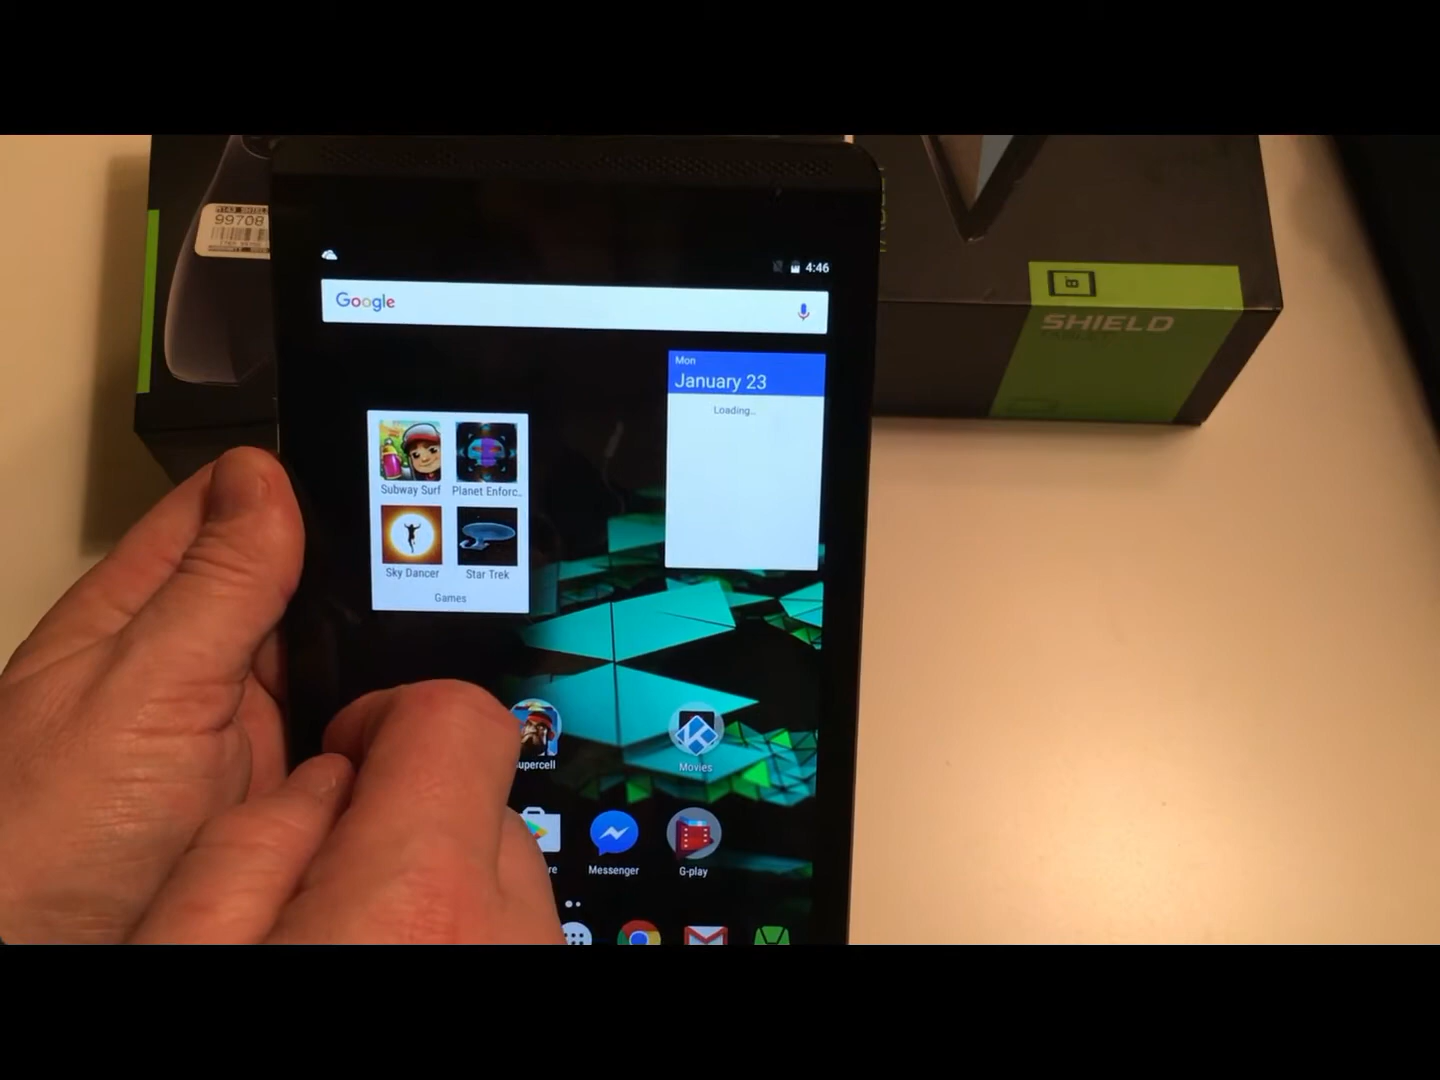 99708
4:46
Google
SHIELD
TABLET
Mon
January 23
Loading..
Subway Surf
Planet Enforc..
Sky Dancer
Star Trek
Games
upercell
Movies
re
Messenger
G-play